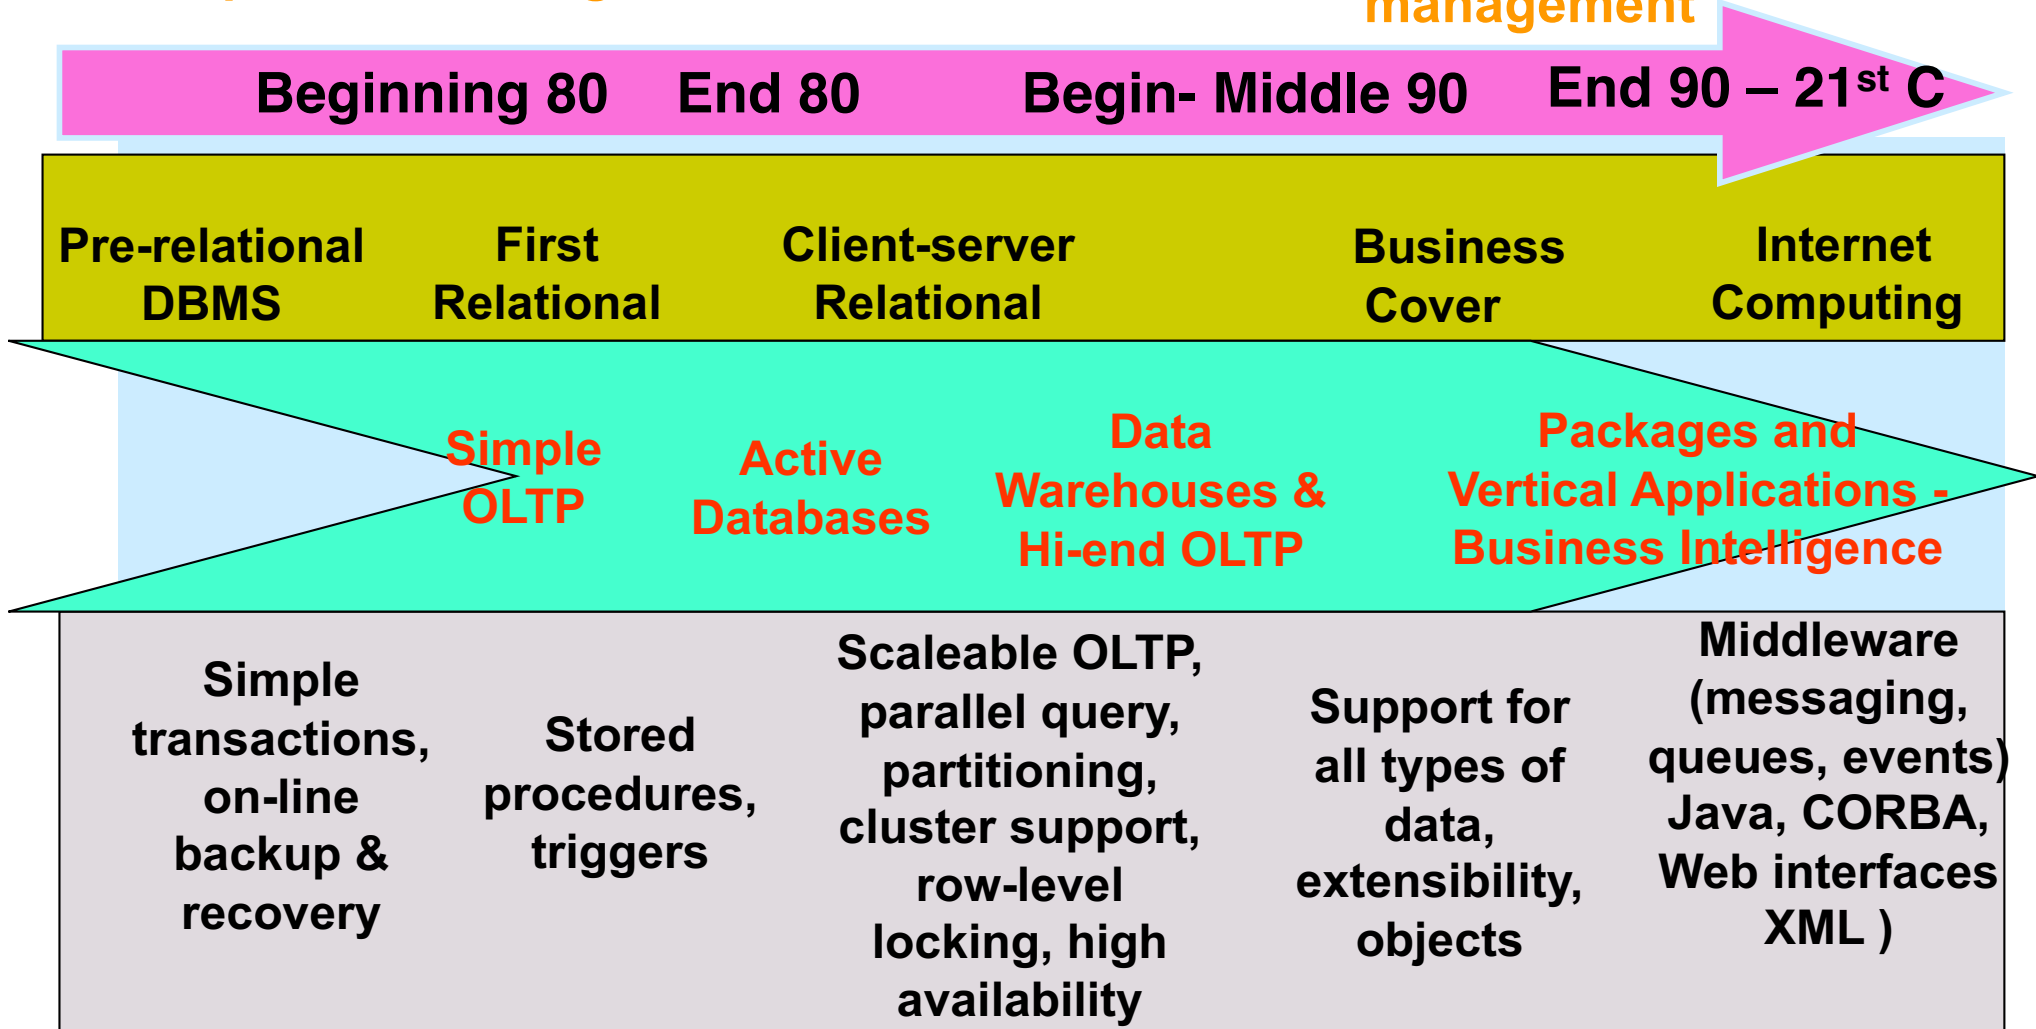 management
Beginning 80 End 80 Begin- Middle 90 End 90 – 21st C
Pre-relational
DBMS
First
Relational
Client-server
Relational
Business
Cover
Internet
Computing
Simple
OLTP
Active
Databases
Data
Warehouses &
Hi-end OLTP
Packages and
Vertical Applications -
Business Intelligence
Simple
transactions,
on-line
backup &
recovery
Stored
procedures,
triggers
Scaleable OLTP,
parallel query,
partitioning,
cluster support,
row-level
locking, high
availability
Support for
all types of
data,
extensibility,
objects
Middleware
(messaging,
queues, events)
Java, CORBA,
Web interfaces
XML )